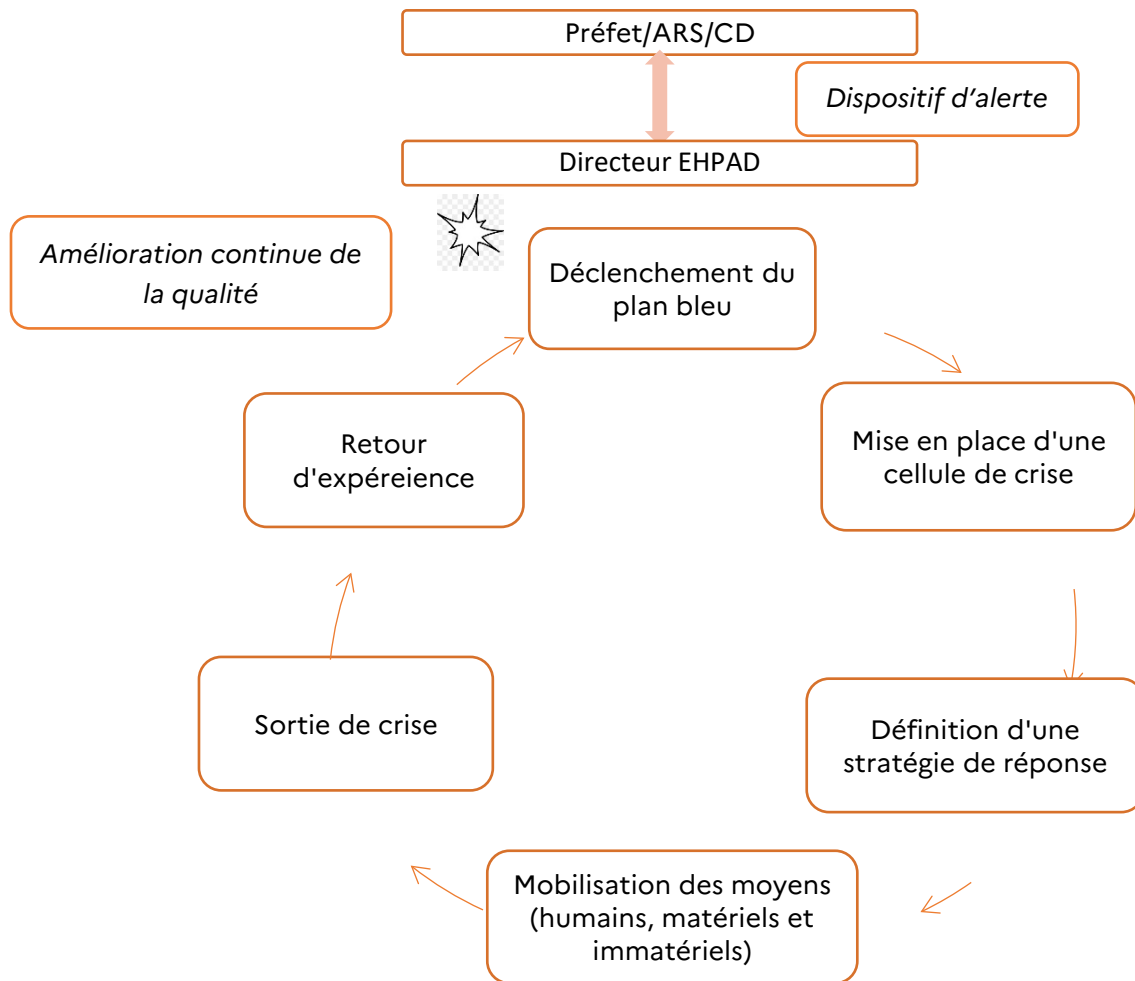 Préfet/ARS/CD
Dispositif d’alerte
Directeur EHPAD
Amélioration continue de
la qualité
Déclenchement du
plan bleu
Retour
d'expéreience
Mise en place d'une
cellule de crise
Sortie de crise
Définition d'une
stratégie de réponse
Mobilisation des moyens
(humains, matériels et
immatériels)